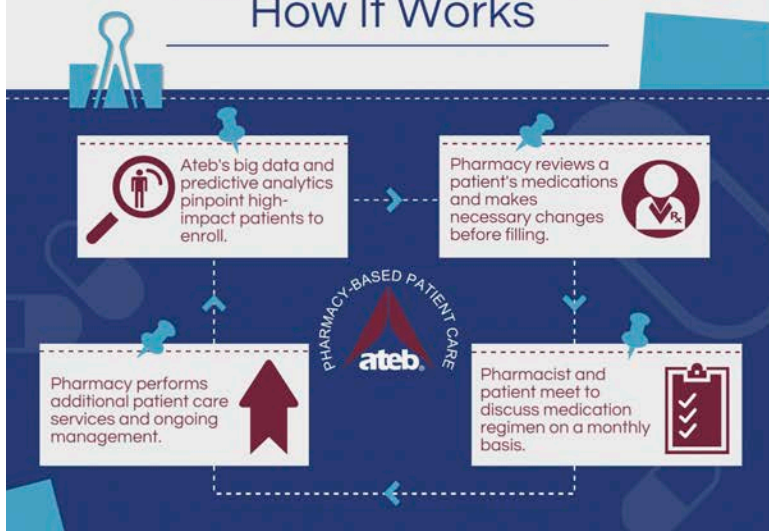 How It Works
Ateb's big data and
predictive analytics
pinpoint high-
impact patients to
enroll.
Pharmacy reviews a
patient's medications
and makes
necessary changes
before filling.
Rx
PHARMACY-BASED PATIENT CARE
ateb®
Pharmacy performs
additional patient care
services and ongoing
management.
Pharmacist and
patient meet to
discuss medication
regimen on a monthly
basis.